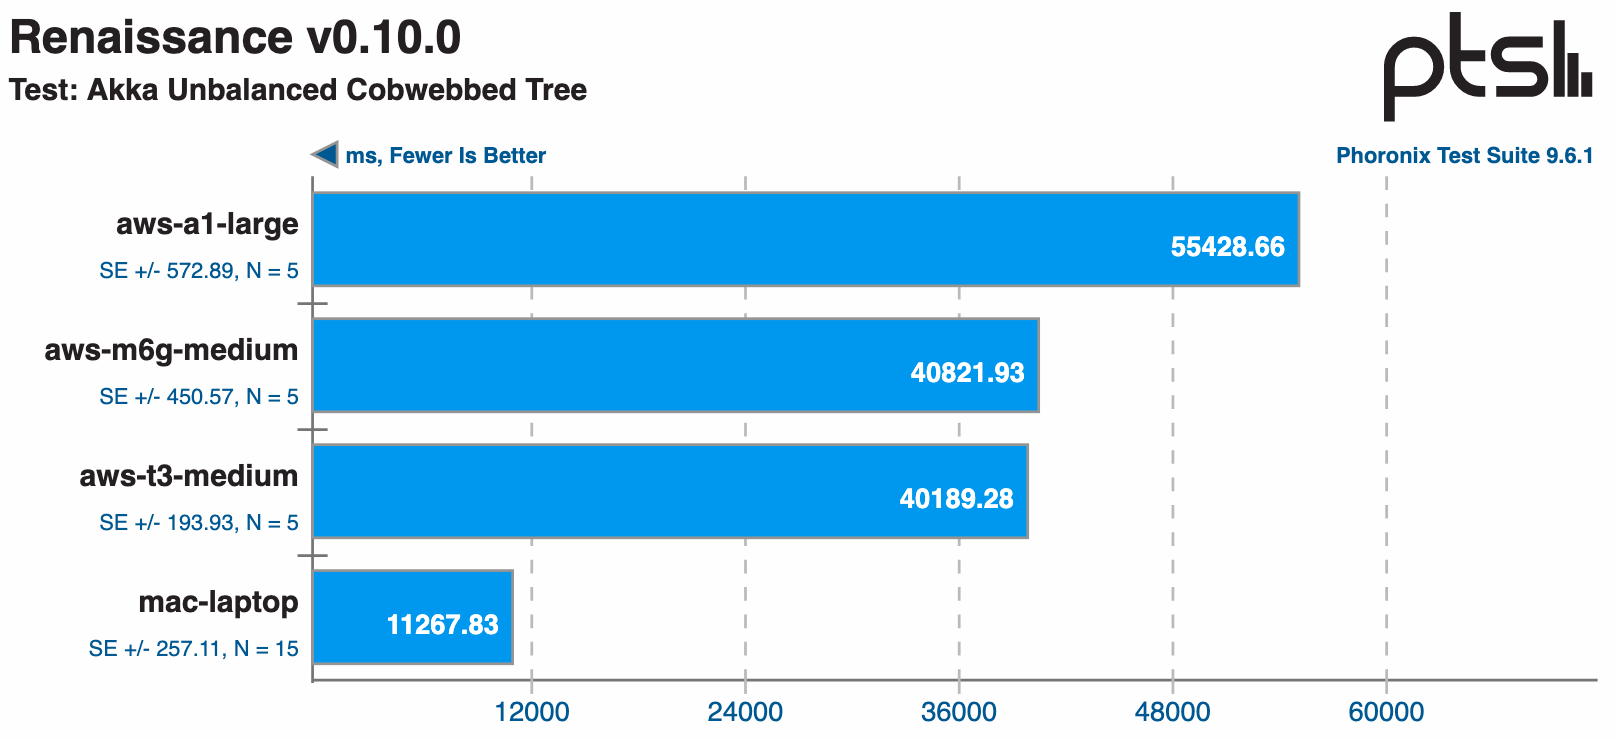 Renaissance v0.10.0
Test: Akka Unbalanced Cobwebbed Tree
pts
ms, Fewer Is Better
Phoronix Test Suite 9.6.1
aws-a1-large
SE +/- 572.89, N = 5
55428.66
aws-m6g-medium
SE +/- 450.57, N = 5
40821.93
aws-t3-medium
SE +/- 193.93, N = 5
40189.28
mac-laptop
SE +/- 257.11, N = 15
11267.83
12000 24000 36000 48000 60000